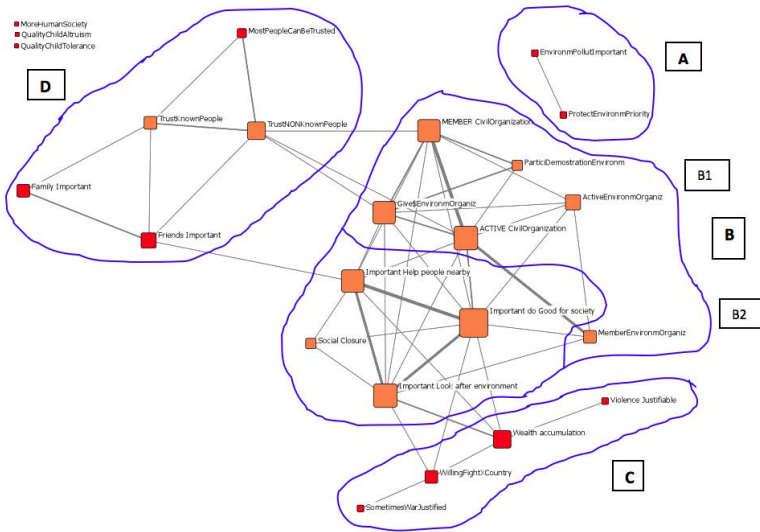 MoreHumanSociety
QualityChildAltruism
QualityChildTolerance
MostPeopleCanBeTrusted
D
TrustKnownPeople
TrustNONKnownPeople
Family Important
Friends Important
EnvironmPollutImportant
A
ProtectEnvironmPriority
MEMBER CivilOrganization
ParticiDemostrationEnvironm
B1
ActiveEnvironmOrganiz
Give$EnvironmOrganiz
ACTIVE CivilOrganization
B
Important Help people nearby
Important do Good for society
B2
MemberEnvironmOrganiz
Social Closure
Important Look after environment
Violence Justifiable
Wealth accumulation
WillingFightXCountry
C
SometimesWarJustified